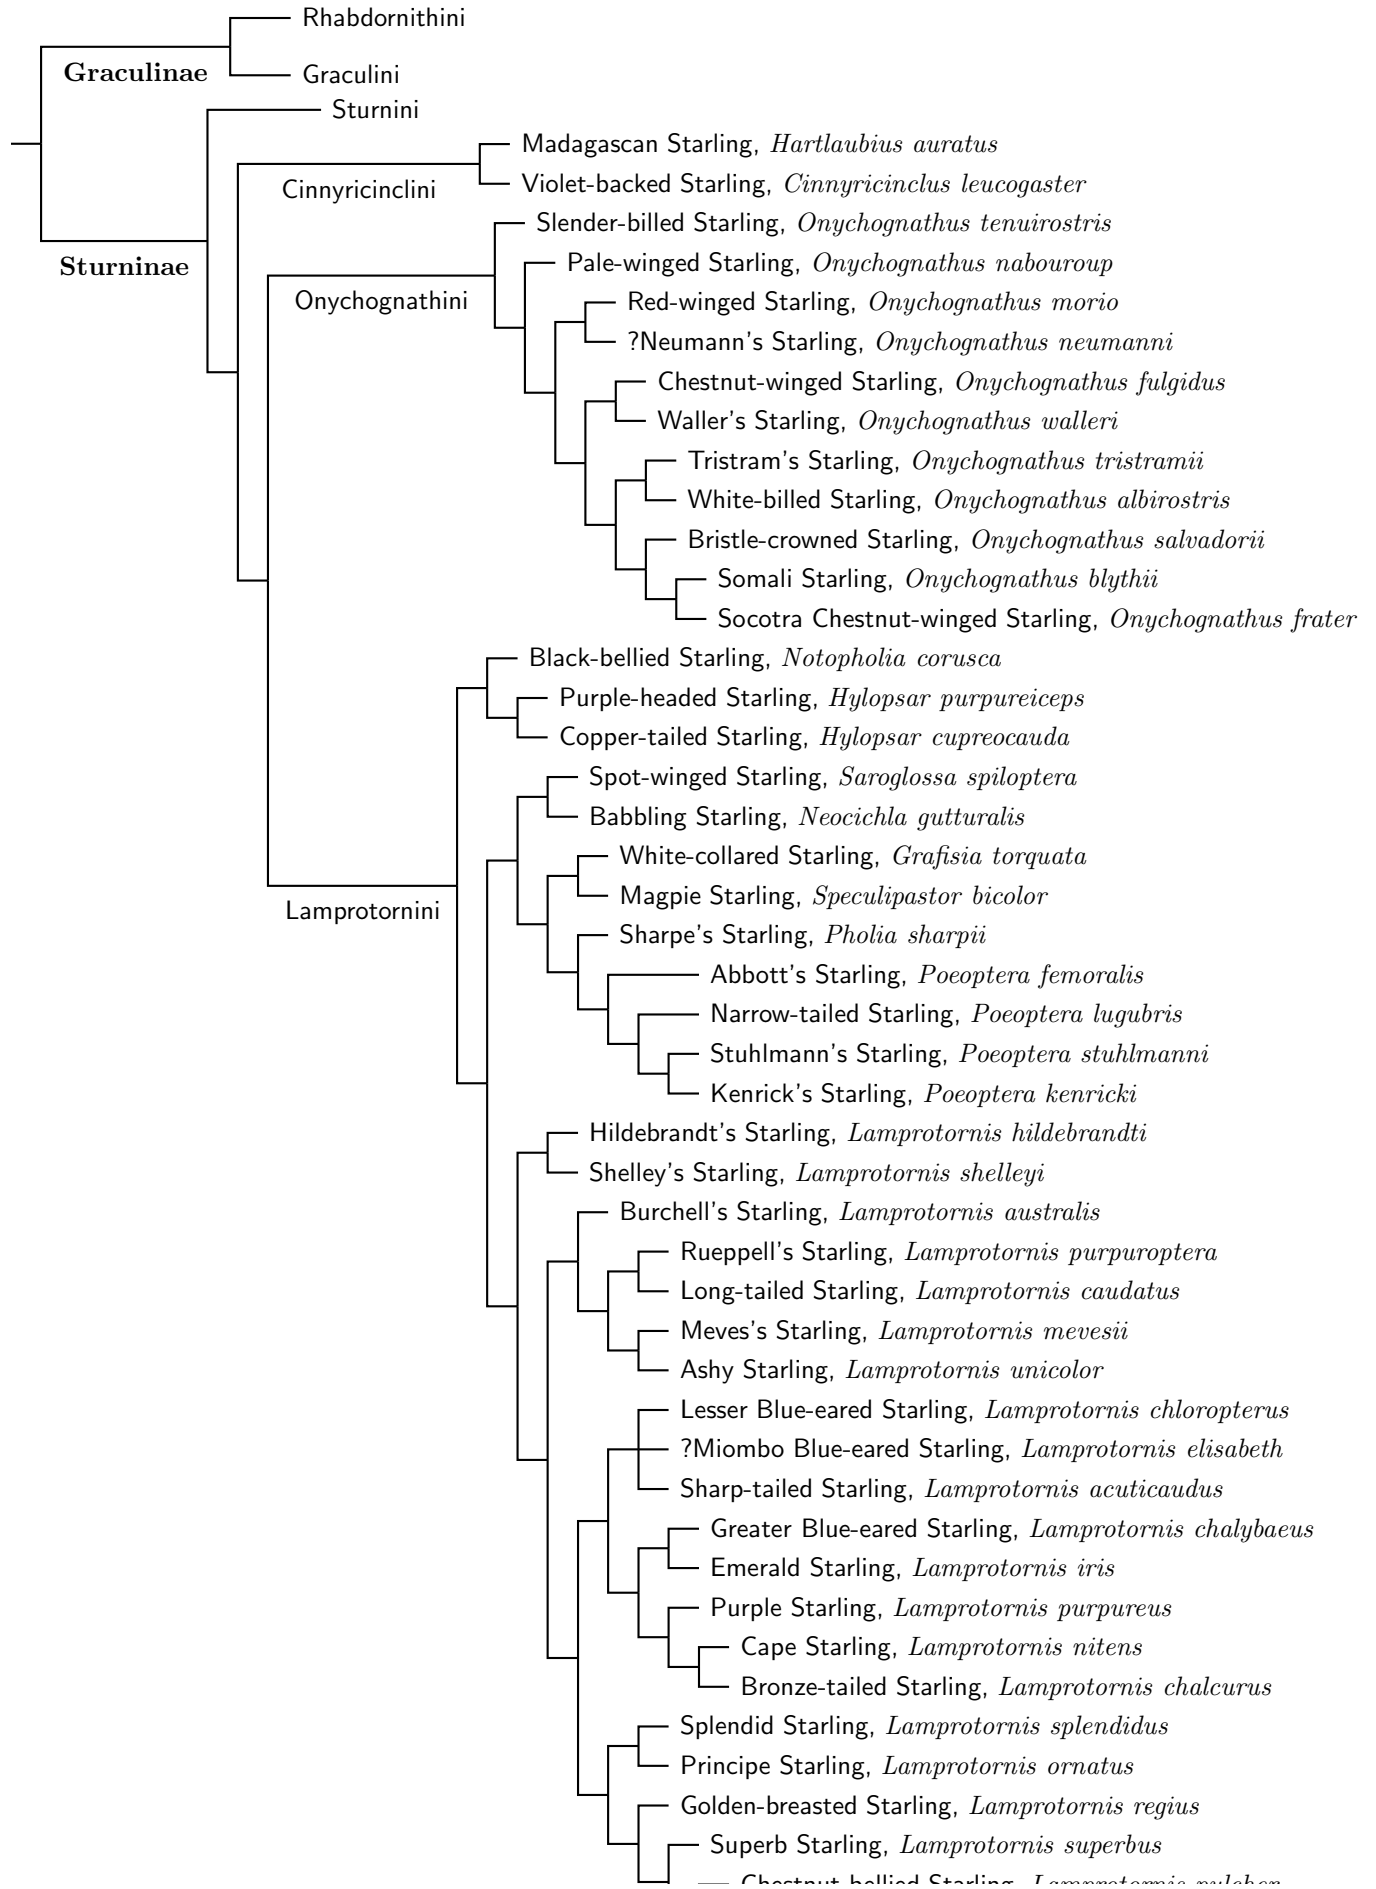 Rhabdornithini
Graculinae
Graculini
Sturnini
Madagascan Starling, Hartlaubius auratus
Cinnyricinclini
Violet-backed Starling, Cinnyricinclus leucogaster
Slender-billed Starling, Onychognathus tenuirostris
Sturninae
Pale-winged Starling, Onychognathus nabouroup
Onychognathini
Red-winged Starling, Onychognathus morio
?Neumann's Starling, Onychognathus neumanni
Chestnut-winged Starling, Onychognathus fulgidus
Waller's Starling, Onychognathus walleri
Tristram's Starling, Onychognathus tristramii
White-billed Starling, Onychognathus albirostris
Bristle-crowned Starling, Onychognathus salvadorii
Somali Starling, Onychognathus blythii
Socotra Chestnut-winged Starling, Onychognathus frater
Black-bellied Starling, Notopholia corusca
Purple-headed Starling, Hylopsar purpureiceps
Copper-tailed Starling, Hylopsar cupreocauda
Spot-winged Starling, Saroglossa spiloptera
Babbling Starling, Neocichla gutturalis
White-collared Starling, Grafisia torquata
Magpie Starling, Speculipastor bicolor
Lamprotornini
Sharpe's Starling, Pholia sharpii
Abbott's Starling, Poeoptera femoralis
Narrow-tailed Starling, Poeoptera lugubris
Stuhlmann's Starling, Poeoptera stuhlmanni
Kenrick's Starling, Poeoptera kenricki
Hildebrandt's Starling, Lamprotornis hildebrandti
Shelley's Starling, Lamprotornis shelleyi
Burchell's Starling, Lamprotornis australis
Rueppell's Starling, Lamprotornis purpuroptera
Long-tailed Starling, Lamprotornis caudatus
Meves's Starling, Lamprotornis mevesii
Ashy Starling, Lamprotornis unicolor
Lesser Blue-eared Starling, Lamprotornis chloropterus
?Miombo Blue-eared Starling, Lamprotornis elisabeth
Sharp-tailed Starling, Lamprotornis acuticaudus
Greater Blue-eared Starling, Lamprotornis chalybaeus
Emerald Starling, Lamprotornis iris
Purple Starling, Lamprotornis purpureus
Cape Starling, Lamprotornis nitens
Bronze-tailed Starling, Lamprotornis chalcurus
Splendid Starling, Lamprotornis splendidus
Principe Starling, Lamprotornis ornatus
Golden-breasted Starling, Lamprotornis regius
Superb Starling, Lamprotornis superbus
Chestnut-bellied Starling, Lamprotornis pulcher